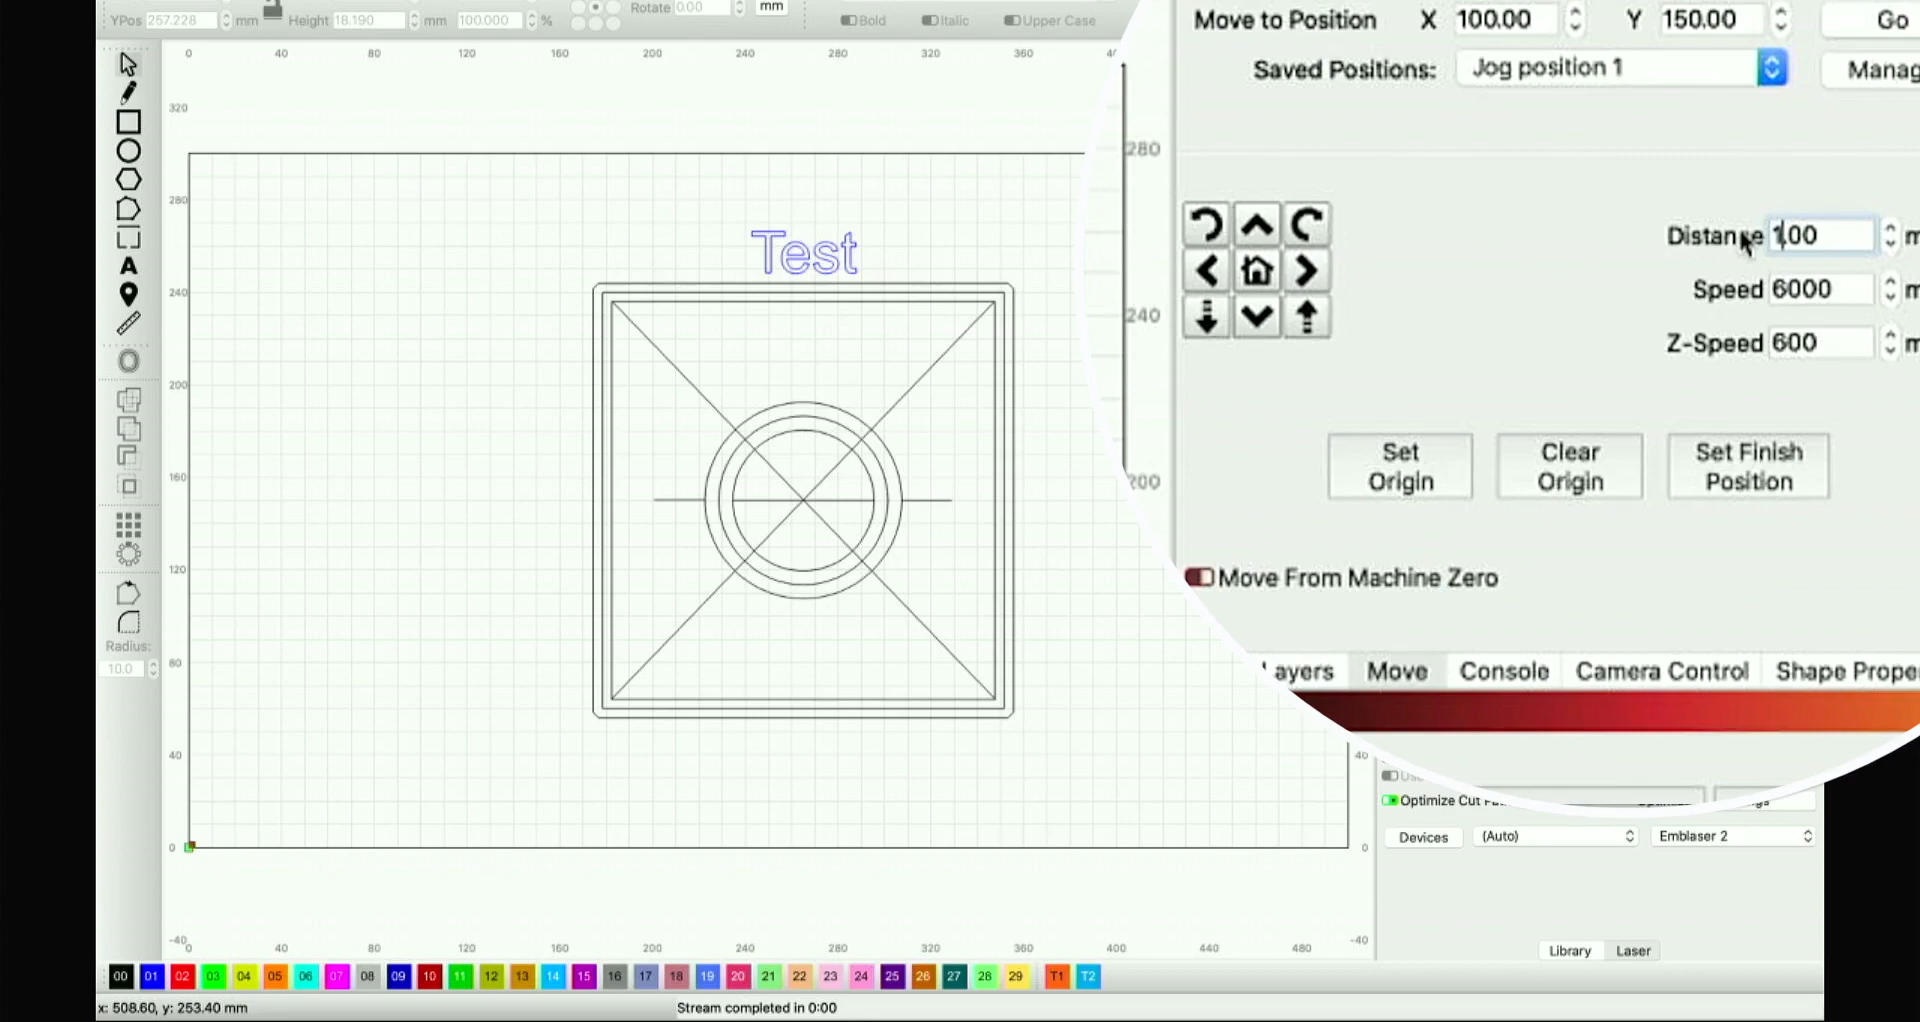 YPos 257.228 mm Height 18.190 mm 100.000 % Rotate 0.00 mm Bold Italic Upper Case
0 40 80 120 160 200 240 280 320 360
320
280
240
200
160
120
80
40
0
-40
Test
Radius:
10.0
Move to Position X 100.00 Y 150.00 Go
Saved Positions: Jog position 1
280
240
200
Distance 100
Speed 6000
Z-Speed 600
Set Origin
Clear Origin
Set Finish Position
Move From Machine Zero
Move Console Camera Control
40
Optimize Cut
0
Devices (Auto) Emblaser 2
-40
0 40 80 120 160 200 240 280 320 360 400 440 480
Library Laser
00 01 02 03 04 05 06 07 08 09 10 11 12 13 14 15 16 17 18 19 20 21 22 23 24 25 26 27 28 29 T1 T2
x: 508.60, y: 253.40 mm Stream completed in 0:00